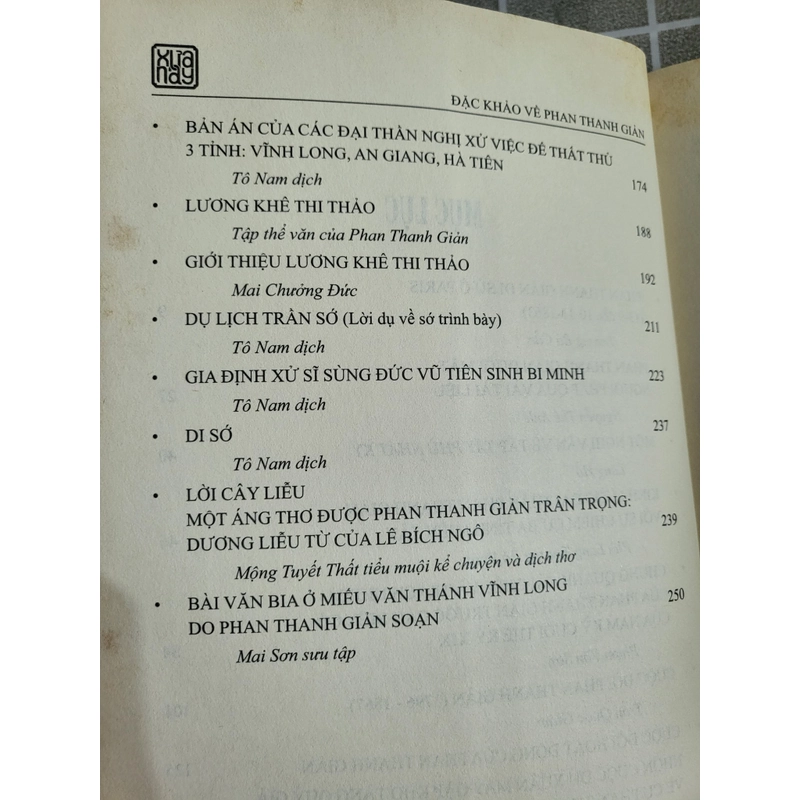 XƯA NAY
ĐẶC KHẢO VỀ PHAN THANH GIẢN
• BẢN ÁN CỦA CÁC ĐẠI THẦN NGHỊ XỬ VIỆC ĐỂ THẤT THỦ
3 TỈNH: VĨNH LONG, AN GIANG, HÀ TIÊN
Tô Nam dịch 174
• LƯƠNG KHÊ THI THẢO
Tập thể văn của Phan Thanh Giản 188
• GIỚI THIỆU LƯƠNG KHÊ THI THẢO
Mai Chưởng Đức 192
• DỤ LỊCH TRẦN SỚ (Lời dụ về sớ trình bày) 211
Tô Nam dịch
• GIA ĐỊNH XỬ SĨ SÙNG ĐỨC VŨ TIÊN SINH BI MINH 223
Tô Nam dịch
• DI SỚ 237
Tô Nam dịch
• LỜI CÂY LIỄU
MỘT ÁNG THƠ ĐƯỢC PHAN THANH GIẢN TRÂN TRỌNG:
DƯƠNG LIỄU TỪ CỦA LÊ BÍCH NGÔ 239
Mộng Tuyết Thất tiểu muội kể chuyện và dịch thơ
• BÀI VĂN BIA Ở MIẾU VĂN THÁNH VĨNH LONG 250
DO PHAN THANH GIẢN SOẠN
Mai Sơn sưu tập